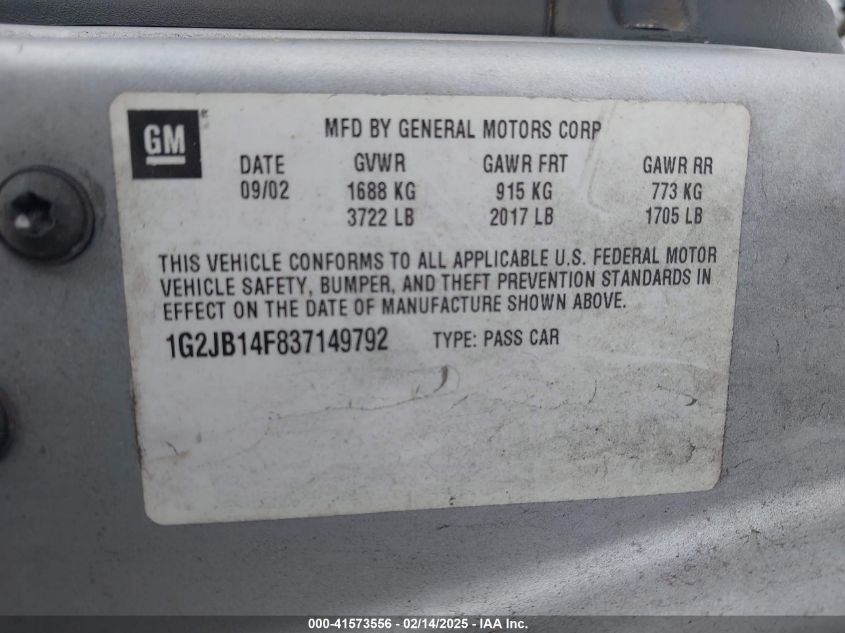 GM
MFD BY GENERAL MOTORS CORP
DATE GVWR GAWR FRT GAWR RR
09/02 1688 KG 915 KG 773 KG
3722 LB 2017 LB 1705 LB
THIS VEHICLE CONFORMS TO ALL APPLICABLE U.S. FEDERAL MOTOR
VEHICLE SAFETY, BUMPER, AND THEFT PREVENTION STANDARDS IN
EFFECT ON THE DATE OF MANUFACTURE SHOWN ABOVE.
1G2JB14F837149792 TYPE: PASS CAR
000-41573556 - 02/14/2025 - IAA Inc.